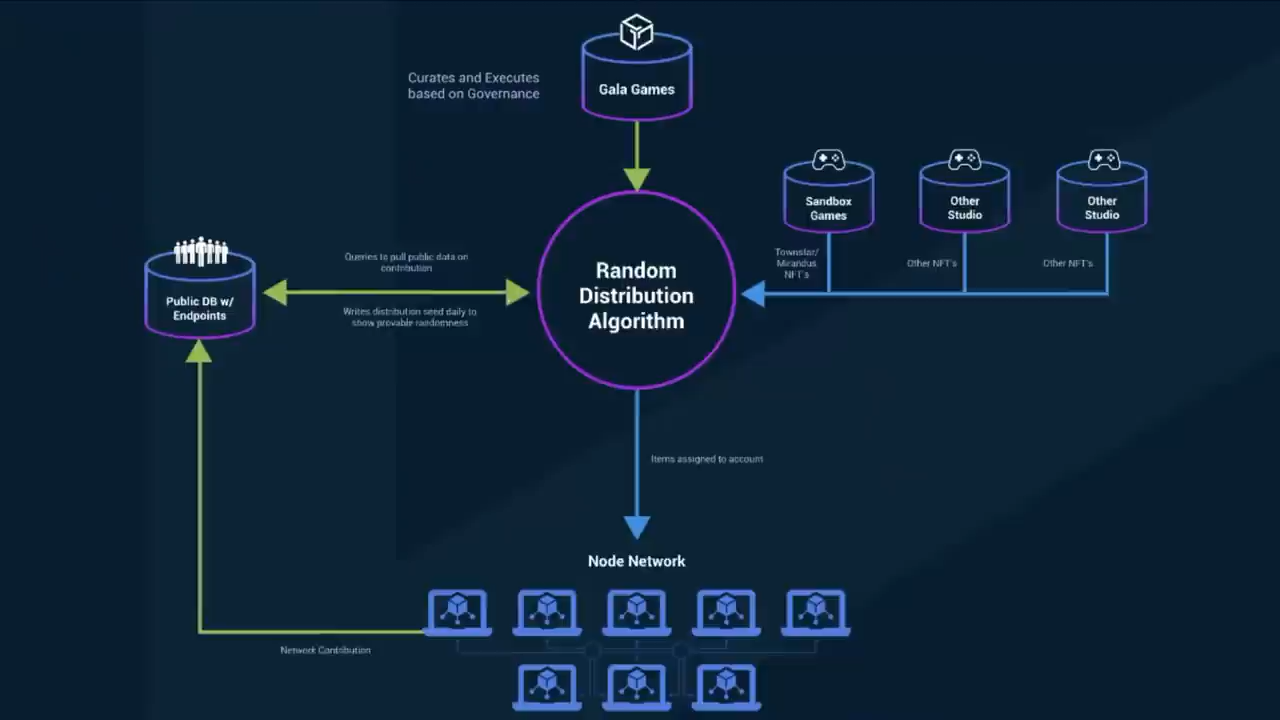 Gala Games
Curates and Executes
based on Governance
Sandbox
Games
Other
Studio
Other
Studio
Townstar/
Mirandus
NFT's
Other NFT's
Other NFT's
Queries to pull public data on
contribution
Writes distribution seed daily to
show provable randomness
Public DB w/
Endpoints
Random
Distribution
Algorithm
Items assigned to account
Node Network
Network Contribution